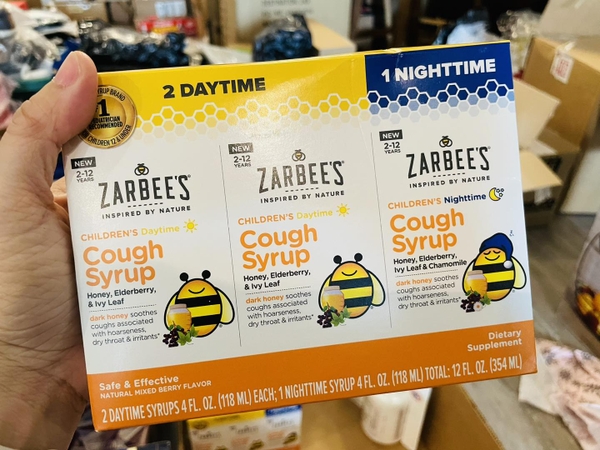 2 DAYTIME
1 NIGHTTIME
BRAND
1
PEDIATRICIAN
RECOMMENDED
CHILDREN 12 & UNDER
NEW
2-12
YEARS
ZARBEE'S
INSPIRED BY NATURE
CHILDREN'S Daytime
Cough
Syrup
Honey, Elderberry,
& Ivy Leaf
dark honey soothes
coughs associated
with hoarseness,
dry throat & irritants*
NEW
2-12
YEARS
ZARBEE'S
INSPIRED BY NATURE
CHILDREN'S Daytime
Cough
Syrup
Honey, Elderberry,
& Ivy Leaf
dark honey soothes
coughs associated
with hoarseness,
dry throat & irritants*
NEW
2-12
YEARS
ZARBEE'S
INSPIRED BY NATURE
CHILDREN'S Nighttime
Cough
Syrup
Honey, Elderberry,
Ivy Leaf & Chamomile
dark honey soothes
coughs associated
with hoarseness,
dry throat & irritants*
Safe & Effective
NATURAL MIXED BERRY FLAVOR
Dietary
Supplement
2 DAYTIME SYRUPS 4 FL. OZ. (118 ML) EACH; 1 NIGHTTIME SYRUP 4 FL. OZ. (118 ML) TOTAL: 12 FL. OZ. (354 ML)